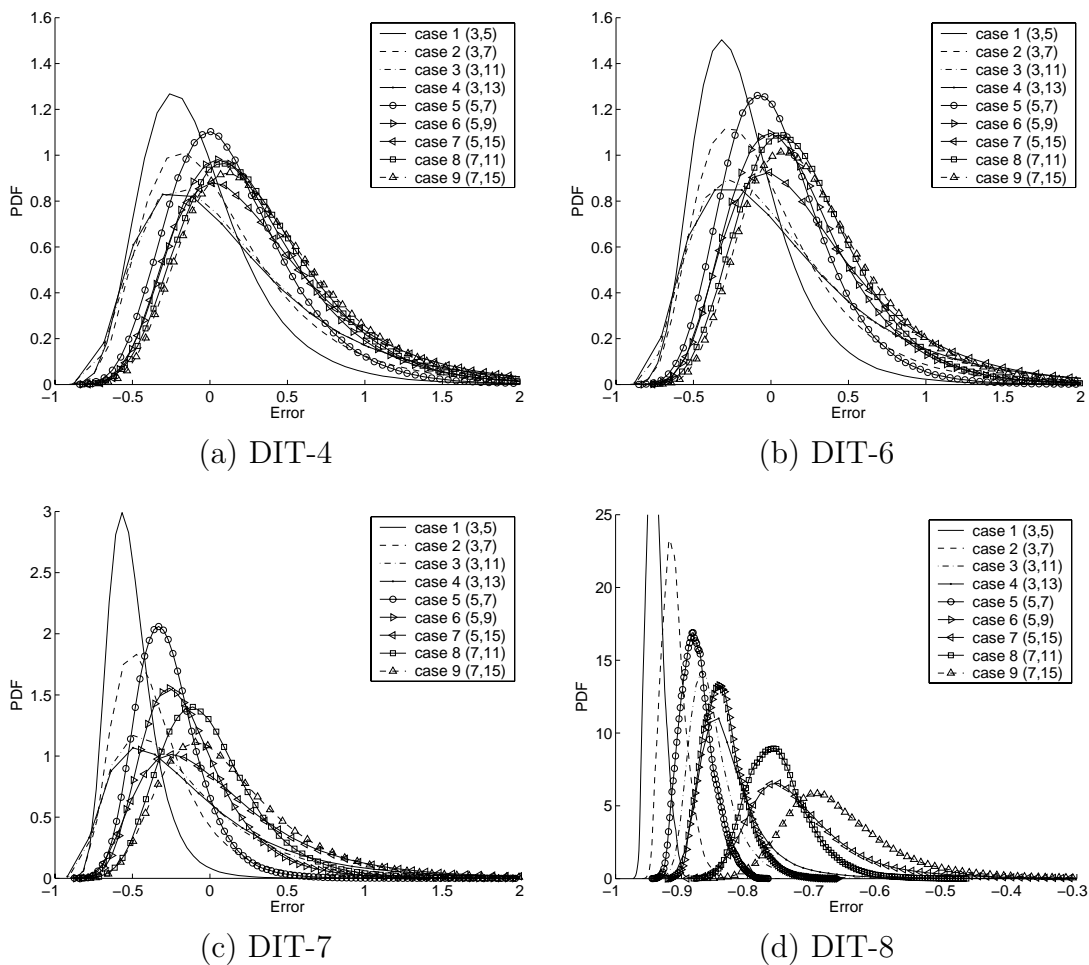 1.6
1.4
1.2
1
0.8
0.6
0.4
0.2
0
PDF
−1 −0.5 0 0.5 1 1.5 2
Error
case 1 (3,5)
case 2 (3,7)
case 3 (3,11)
case 4 (3,13)
case 5 (5,7)
case 6 (5,9)
case 7 (5,15)
case 8 (7,11)
case 9 (7,15)
(a) DIT-4
1.6
1.4
1.2
1
0.8
0.6
0.4
0.2
0
PDF
−1 −0.5 0 0.5 1 1.5 2
Error
case 1 (3,5)
case 2 (3,7)
case 3 (3,11)
case 4 (3,13)
case 5 (5,7)
case 6 (5,9)
case 7 (5,15)
case 8 (7,11)
case 9 (7,15)
(b) DIT-6
3
2.5
2
1.5
1
0.5
0
PDF
−1 −0.5 0 0.5 1 1.5 2
Error
case 1 (3,5)
case 2 (3,7)
case 3 (3,11)
case 4 (3,13)
case 5 (5,7)
case 6 (5,9)
case 7 (5,15)
case 8 (7,11)
case 9 (7,15)
(c) DIT-7
25
20
15
10
5
0
PDF
−1 −0.9 −0.8 −0.7 −0.6 −0.5 −0.4 −0.3
Error
case 1 (3,5)
case 2 (3,7)
case 3 (3,11)
case 4 (3,13)
case 5 (5,7)
case 6 (5,9)
case 7 (5,15)
case 8 (7,11)
case 9 (7,15)
(d) DIT-8